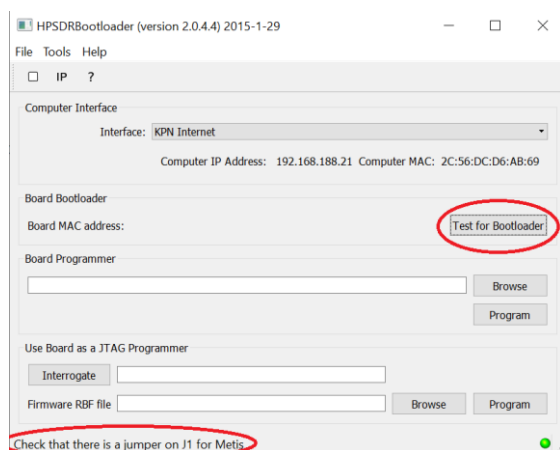 HPSDRBootloader (version 2.0.4.4) 2015-1-29
File Tools Help
IP ?
Computer Interface
Interface: KPN Internet
Computer IP Address: 192.168.188.21 Computer MAC: 2C:56:DC:D6:AB:69
Board Bootloader
Board MAC address: Test for Bootloader
Board Programmer
Browse
Program
Use Board as a JTAG Programmer
Interrogate
Firmware RBF file Browse Program
Check that there is a jumper on J1 for Metis